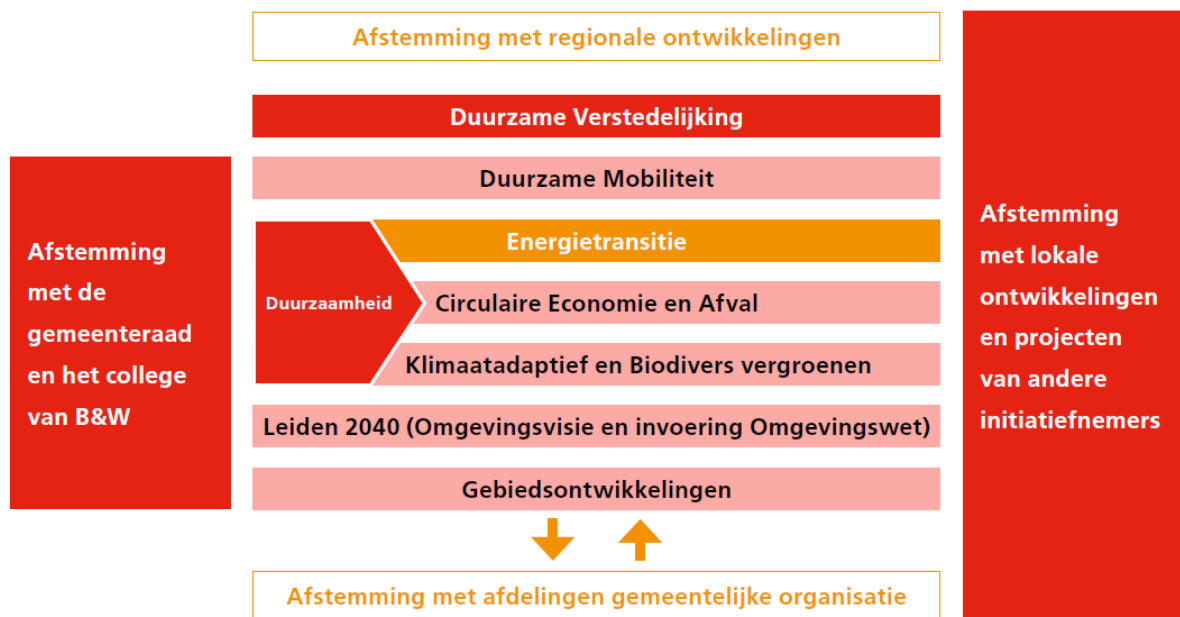 Afstemming met regionale ontwikkelingen
Duurzame Verstedelijking
Duurzame Mobiliteit
Energietransitie
Duurzaamheid
Circulaire Economie en Afval
Klimaatadaptief en Biodivers vergroenen
Leiden 2040 (Omgevingsvisie en invoering Omgevingswet)
Gebiedsontwikkelingen
Afstemming met afdelingen gemeentelijke organisatie
Afstemming
met de
gemeenteraad
en het college
van B&W
Afstemming
met lokale
ontwikkelingen
en projecten
van andere
initiatiefnemers